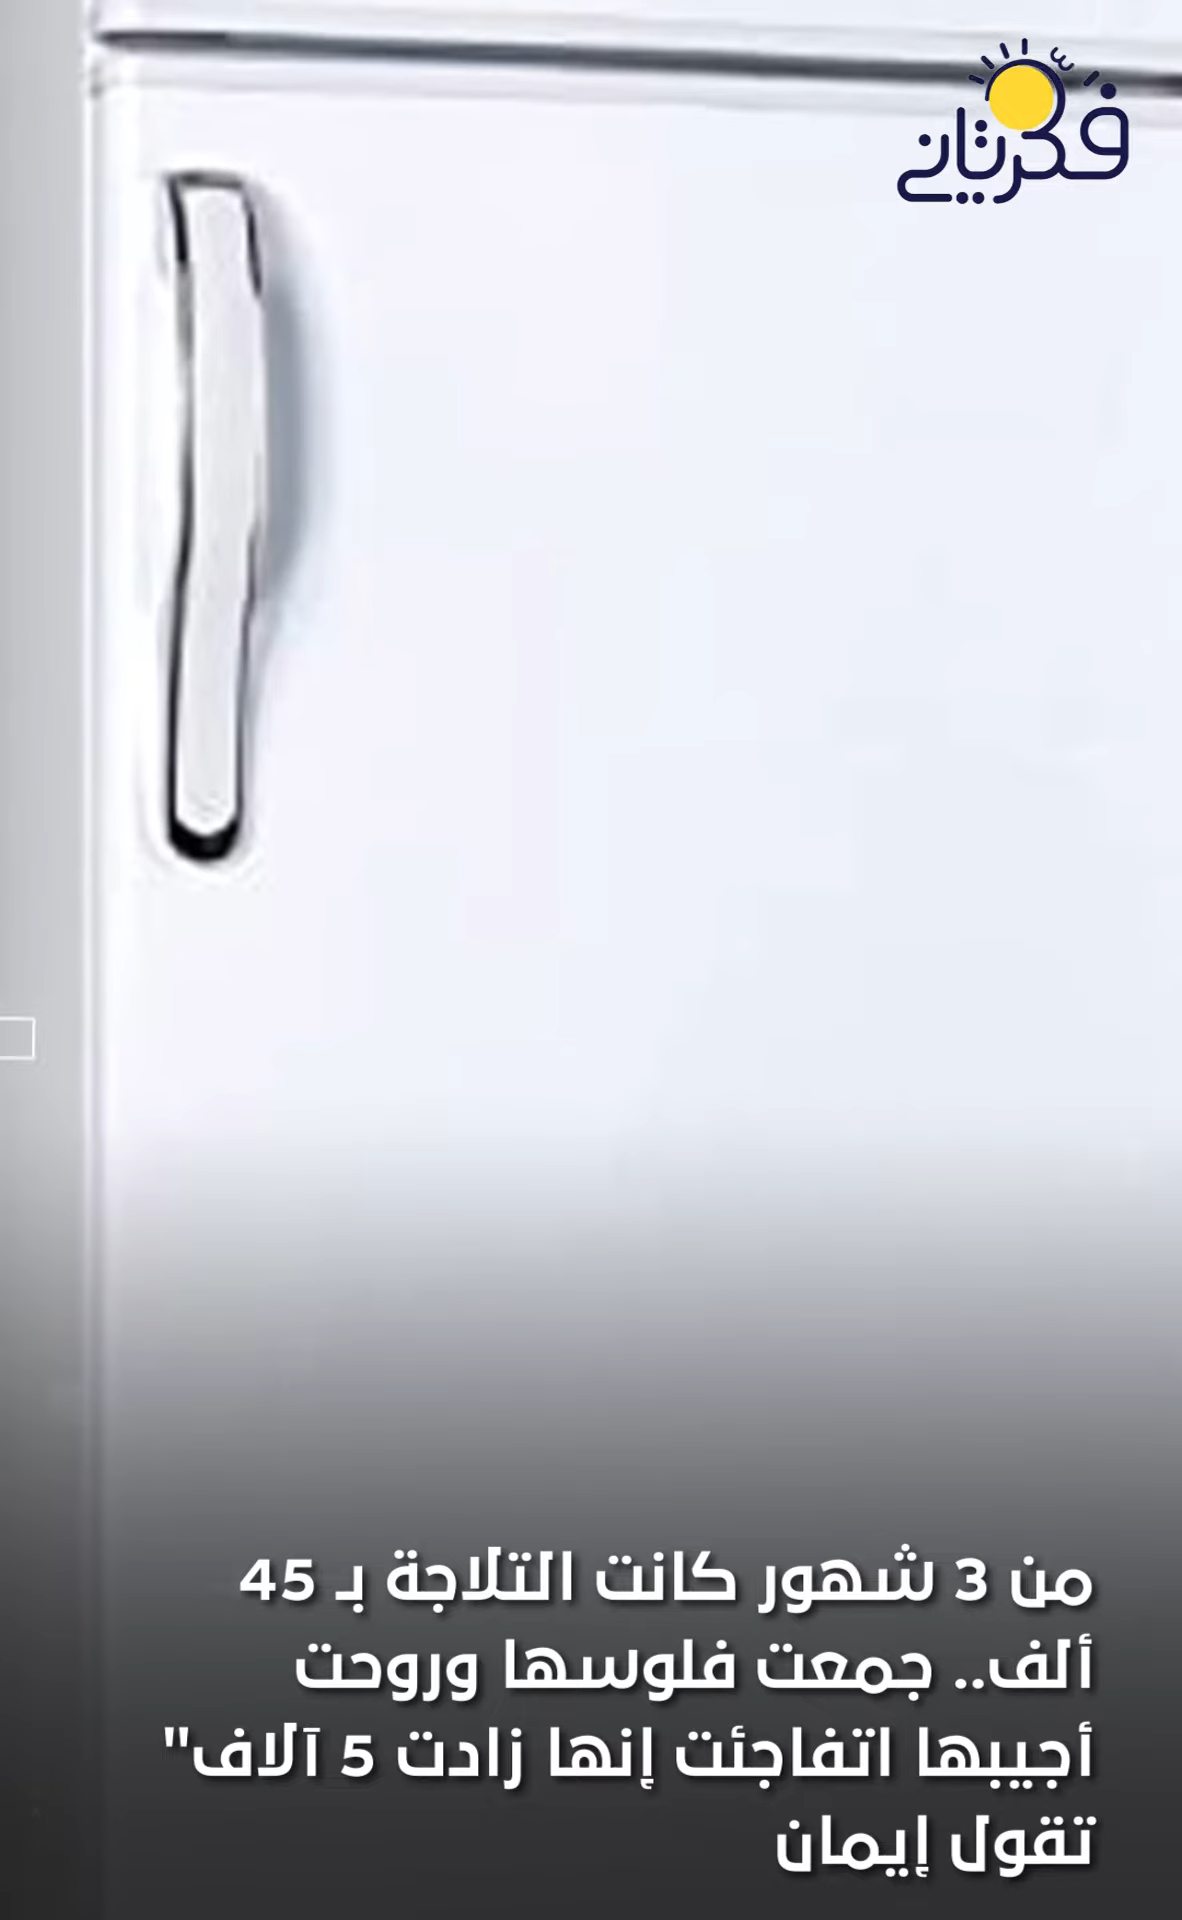 فكرتاني
من 3 شهور كانت التلاجة بـ 45
ألف.. جمعت فلوسها وروحت
أجيبها اتفاجئت إنها زادت 5 آلاف"
تقول إيمان